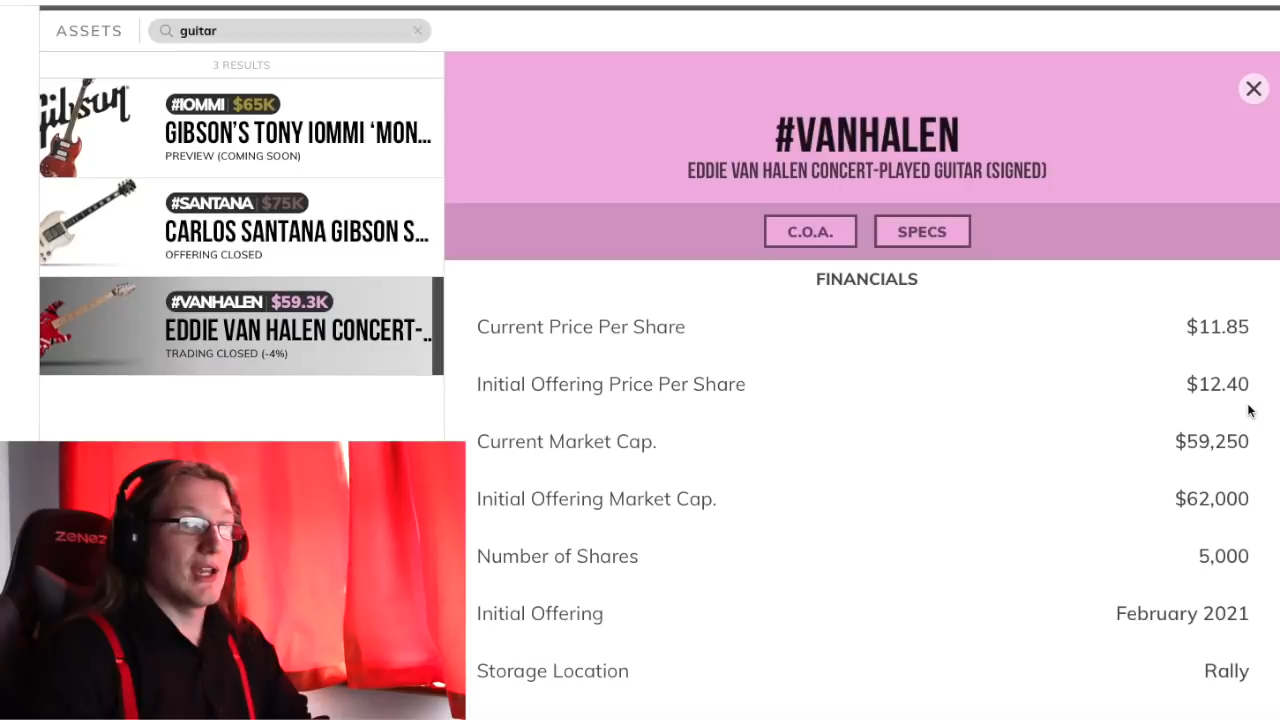 ASSETS
guitar
3 RESULTS
Gibson
#IOMMI $65K
GIBSON'S TONY IOMMI ‘MON...
PREVIEW (COMING SOON)
#SANTANA $75K
CARLOS SANTANA GIBSON S...
OFFERING CLOSED
#VANHALEN $59.3K
EDDIE VAN HALEN CONCERT-..
TRADING CLOSED (-4%)
#VANHALEN
EDDIE VAN HALEN CONCERT-PLAYED GUITAR (SIGNED)
C.O.A. SPECS
FINANCIALS
Current Price Per Share $11.85
Initial Offering Price Per Share $12.40
Current Market Cap. $59,250
Initial Offering Market Cap. $62,000
Number of Shares 5,000
Initial Offering February 2021
Storage Location Rally
ZENEZ